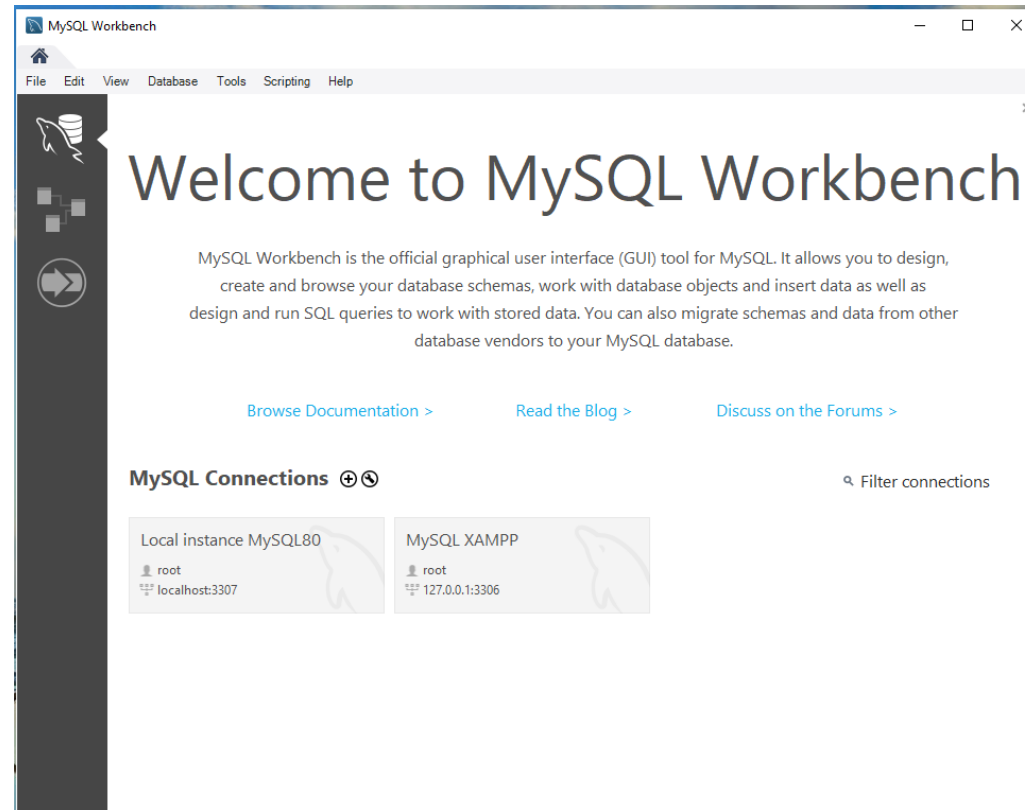 MySQL Workbench
File Edit View Database Tools Scripting Help
Welcome to MySQL Workbench
MySQL Workbench is the official graphical user interface (GUI) tool for MySQL. It allows you to design,
create and browse your database schemas, work with database objects and insert data as well as
design and run SQL queries to work with stored data. You can also migrate schemas and data from other
database vendors to your MySQL database.
Browse Documentation > Read the Blog > Discuss on the Forums >
MySQL Connections Filter connections
Local instance MySQL80 MySQL XAMPP
root root
localhost:3307 127.0.0.1:3306